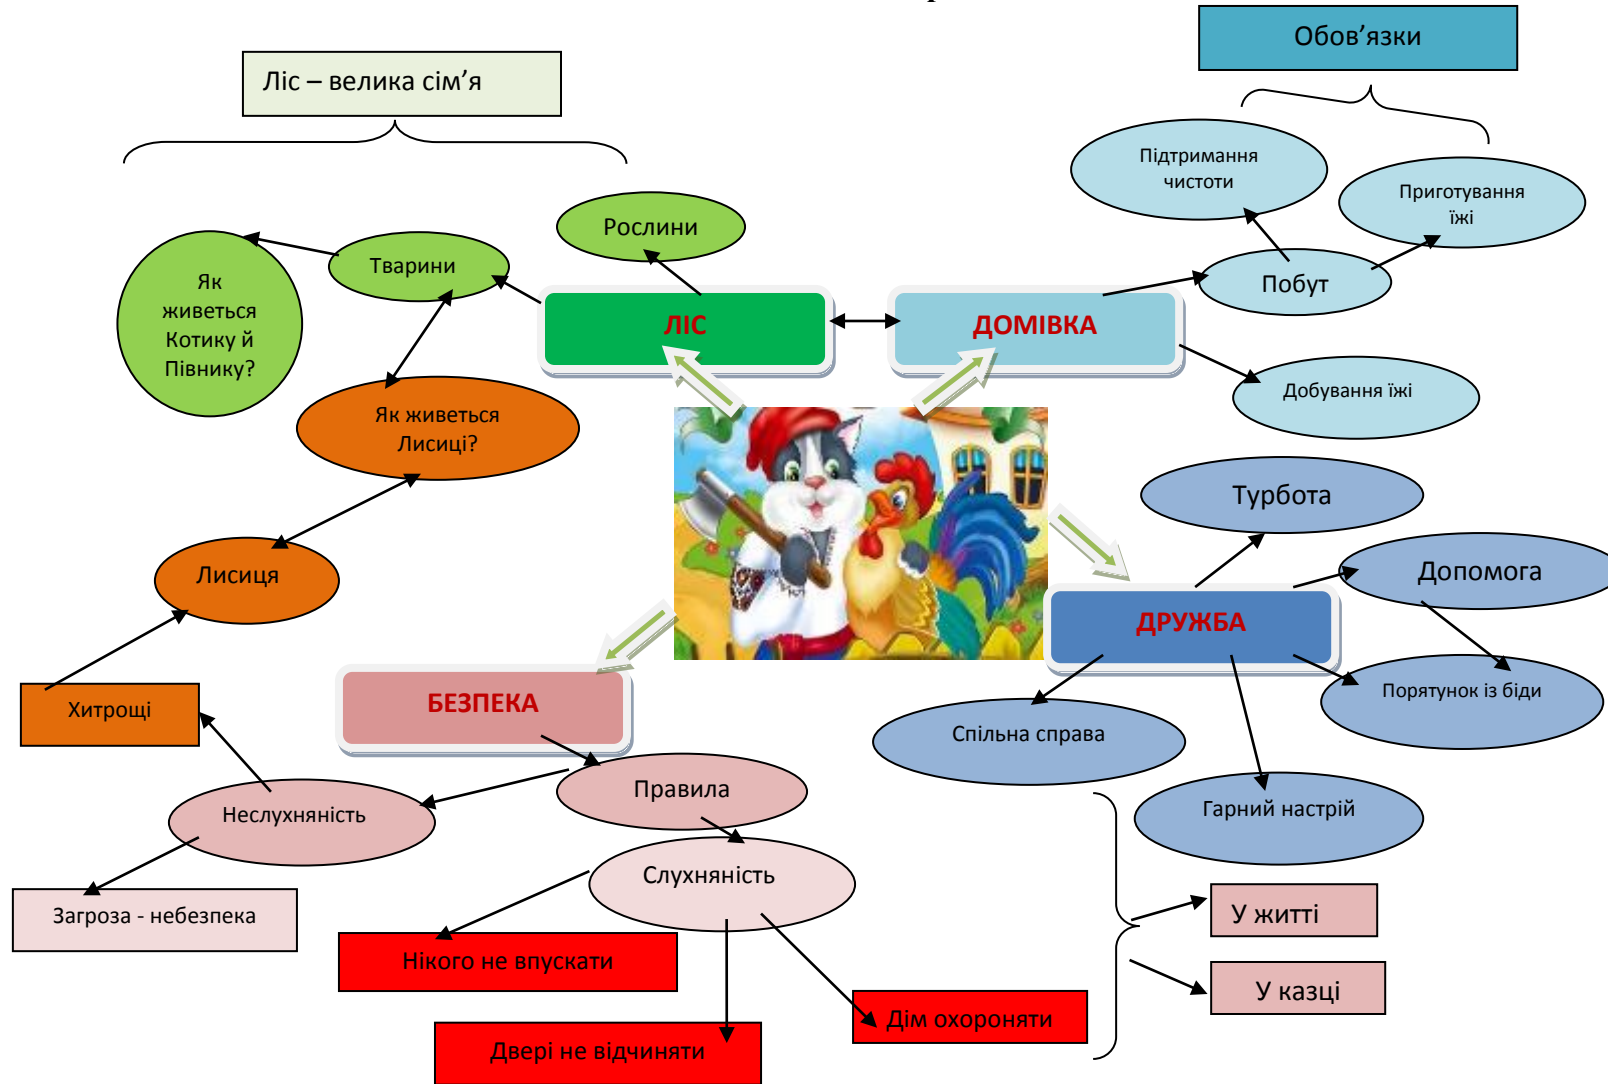 Обов’язки
Ліс – велика сім’я
Підтримання
чистоти
Приготування
їжі
Рослини
Тварини
Побут
Як
живеться
Котику й
Півнику?
ЛІС
ДОМІВКА
Добування їжі
Як живеться
Лисиці?
Турбота
Лисиця
Допомога
ДРУЖБА
БЕЗПЕКА
Порятунок із біди
Хитрощі
Спільна справа
Правила
Неслухняність
Гарний настрій
Слухняність
Загроза - небезпека
У житті
Нікого не впускати
У казці
Дім охороняти
Двері не відчиняти